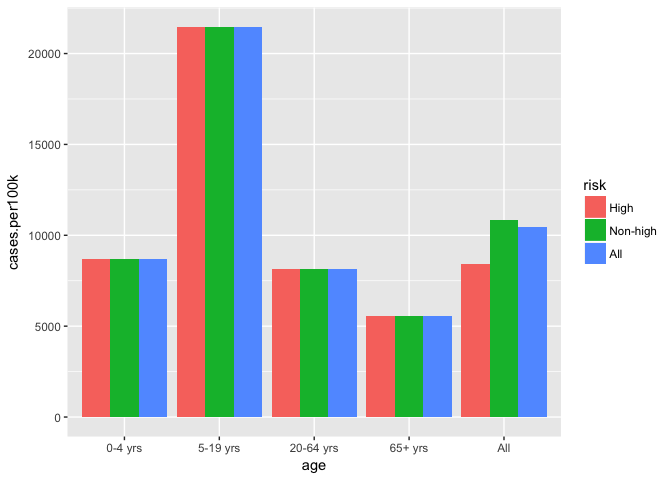 cases.per100k
20000
15000
10000
5000
0
0-4 yrs
5-19 yrs
20-64 yrs
65+ yrs
All
age
risk
High
Non-high
All